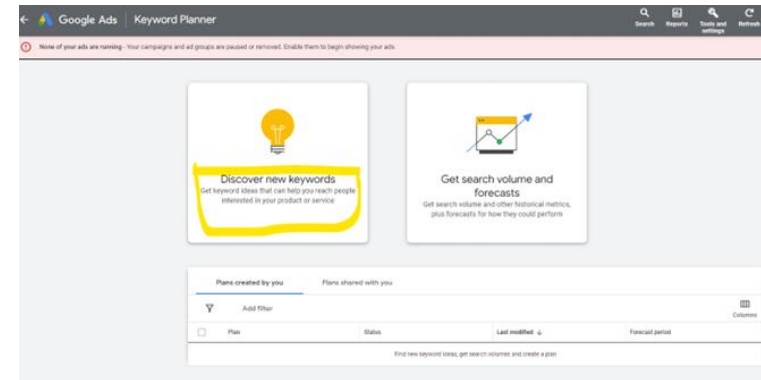 Google Ads | Keyword Planner
Search
Reports
Tools and
settings
Refresh
None of your ads are running - Your campaigns and ad groups are paused or removed. Enable them to begin showing your ads.
Discover new keywords
Get keyword ideas that can help you reach people
interested in your product or service
Get search volume and
forecasts
Get search volume and other historical metrics,
plus forecasts for how they could perform
Plans created by you
Plans shared with you
Add filter
Columns
Plan
Status
Last modified
Forecast period
Find new keyword ideas, get search volumes and create a plan